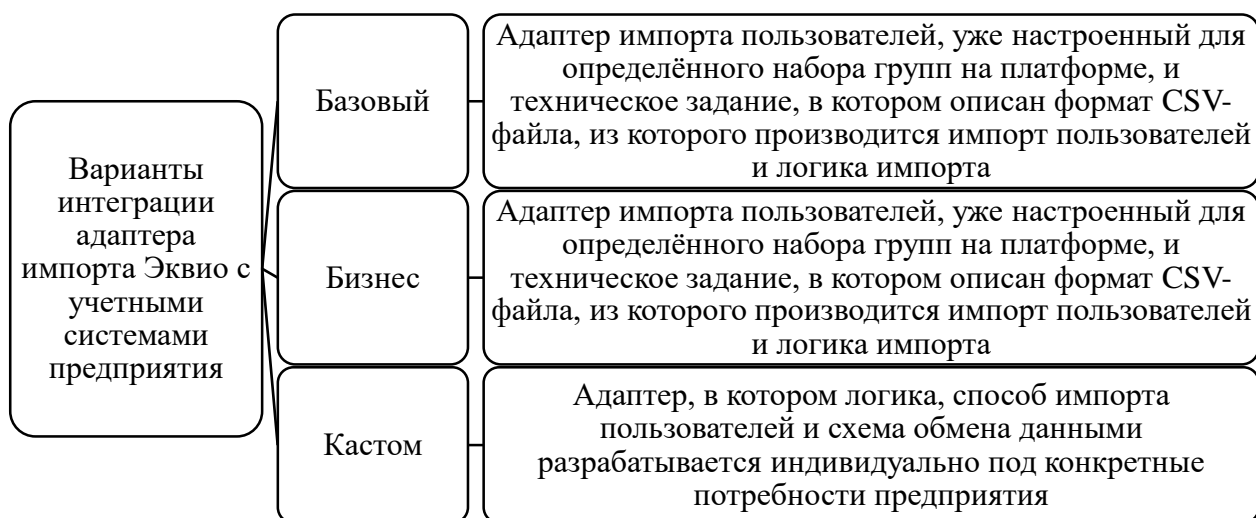 Варианты
интеграции
адаптера
импорта Эквио с
учетными
системами
предприятия
Базовый
Адаптер импорта пользователей, уже настроенный для
определённого набора групп на платформе, и
техническое задание, в котором описан формат CSV-
файла, из которого производится импорт пользователей
и логика импорта
Бизнес
Адаптер импорта пользователей, уже настроенный для
определённого набора групп на платформе, и
техническое задание, в котором описан формат CSV-
файла, из которого производится импорт пользователей
и логика импорта
Кастом
Адаптер, в котором логика, способ импорта
пользователей и схема обмена данными
разрабатывается индивидуально под конкретные
потребности предприятия